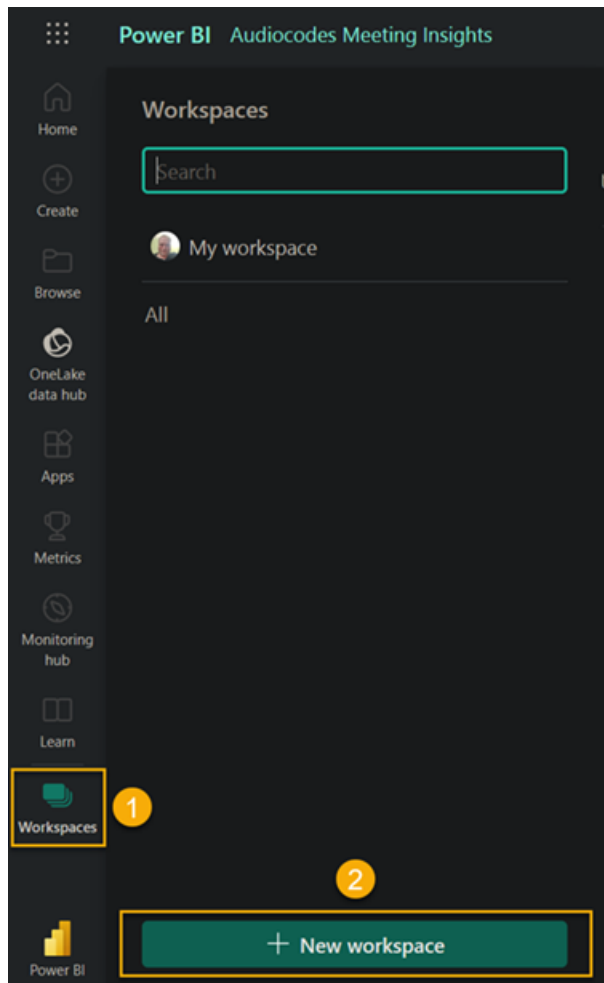 Power BI Audiocodes Meeting Insights
Home
Create
Browse
OneLake
data hub
Apps
Metrics
Monitoring
hub
Learn
Workspaces
Power BI
Workspaces
Search
My workspace
All
1
2
+ New workspace